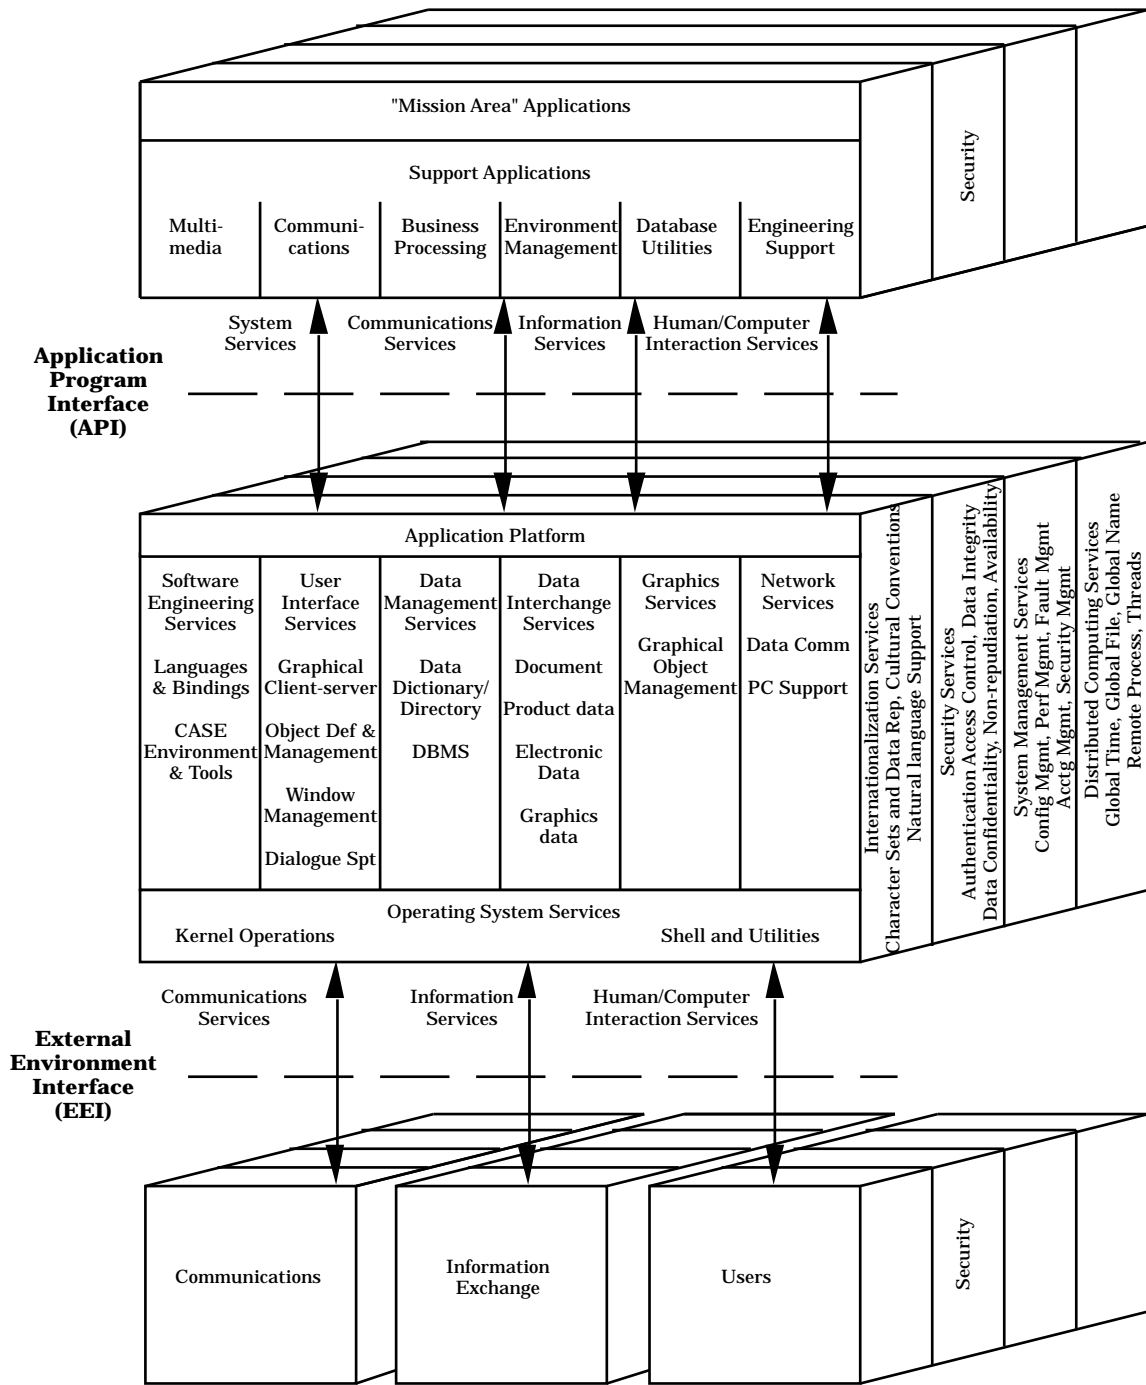 "Mission Area" Applications
Support Applications
Multi-
media
Communi-
cations
Business
Processing
Environment
Management
Database
Utilities
Engineering
Support
Security
System
Services
Communications
Services
Information
Services
Human/Computer
Interaction Services
Application
Program
Interface
(API)
Application Platform
Software
Engineering
Services
Languages
& Bindings
CASE
Environment
& Tools
User
Interface
Services
Graphical
Client-server
Object Def &
Management
Window
Management
Dialogue Spt
Data
Management
Services
Data
Dictionary/
Directory
DBMS
Data
Interchange
Services
Document
Product data
Electronic
Data
Graphics
data
Graphics
Services
Graphical
Object
Management
Network
Services
Data Comm
PC Support
Internationalization Services
Character Sets and Data Rep, Cultural Conventions
Natural language Support
Security Services
Authentication Access Control, Data Integrity
Data Confidentiality, Non-repudiation, Availability
System Management Services
Config Mgmt, Perf Mgmt, Fault Mgmt
Acctg Mgmt, Security Mgmt
Distributed Computing Services
Global Time, Global File, Global Name
Remote Process, Threads
Operating System Services
Kernel Operations
Shell and Utilities
Communications
Services
Information
Services
Human/Computer
Interaction Services
External
Environment
Interface
(EEI)
Communications
Information
Exchange
Users
Security